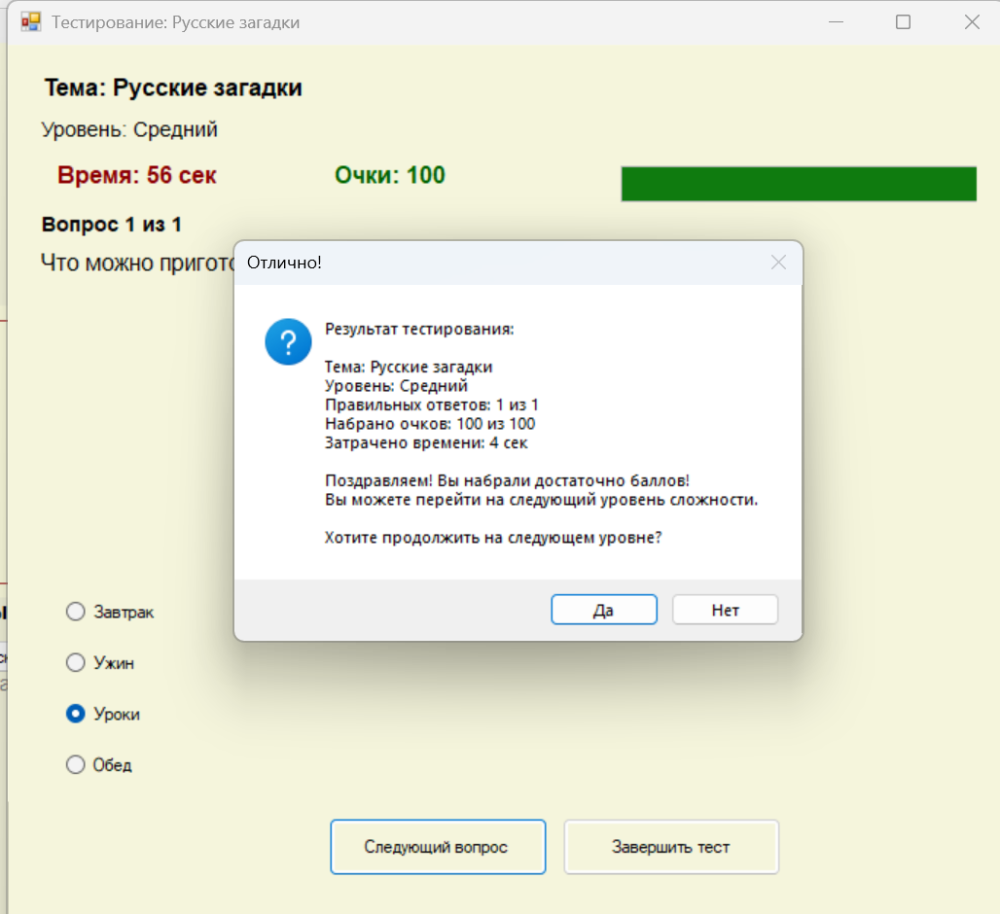 Тестирование: Русские загадки
Тема: Русские загадки
Уровень: Средний
Время: 56 сек
Очки: 100
Вопрос 1 из 1
Что можно
Отлично!
Результат тестирования:
Тема: Русские загадки
Уровень: Средний
Правильных ответов: 1 из 1
Набрано очков: 100 из 100
Затрачено времени: 4 сек
Поздравляем! Вы набрали достаточно баллов!
Вы можете перейти на следующий уровень сложности.
Хотите продолжить на следующем уровне?
Да
Нет
Завтрак
Ужин
Уроки
Обед
Следующий вопрос
Завершить тест